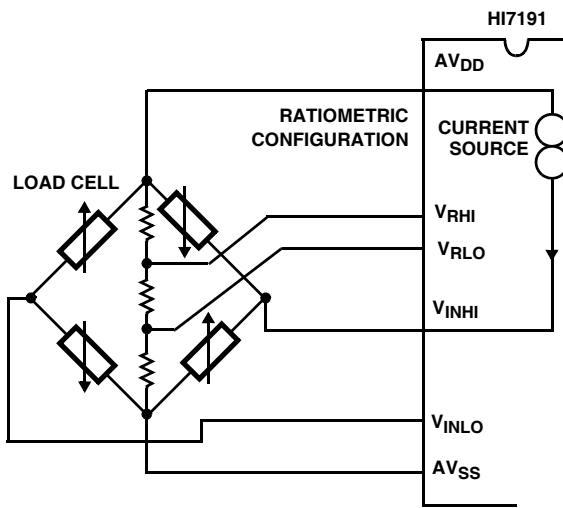 HI7191
AVDD
RATIOMETRIC
CONFIGURATION
CURRENT
SOURCE
LOAD CELL
VRHI
VRLO
VINHI
VINLO
AVSS